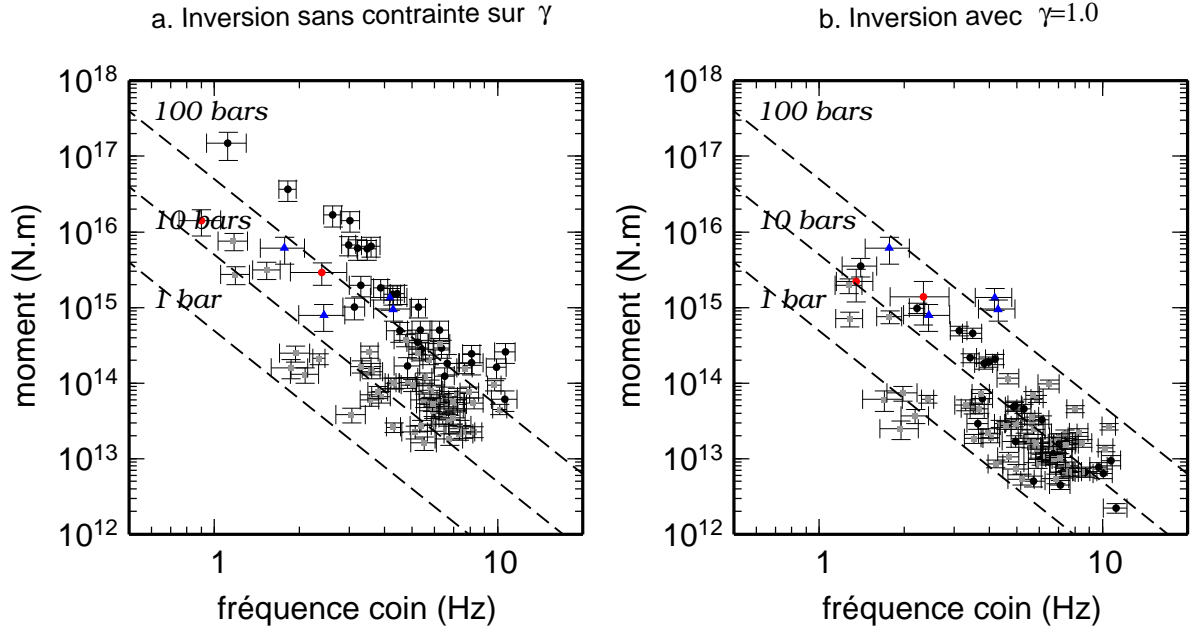 a. Inversion sans contrainte sur γ
b. Inversion avec γ=1.0
10^18
10^17
10^16
10^15
10^14
10^13
10^12
moment (N.m)
100 bars
10 bars
1 bar
1
10
fréquence coin (Hz)
10^18
10^17
10^16
10^15
10^14
10^13
10^12
moment (N.m)
100 bars
10 bars
1 bar
1
10
fréquence coin (Hz)